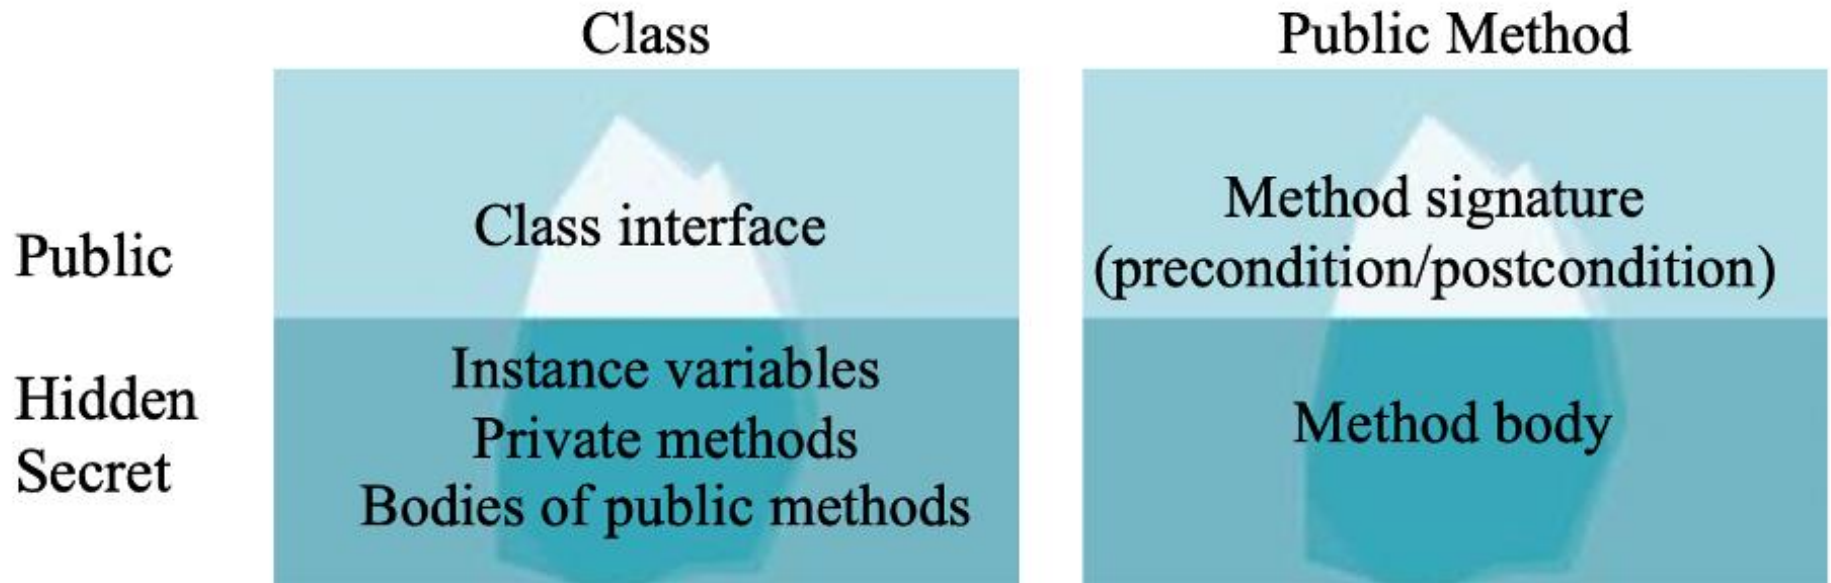 Class
Public Method
Public
Hidden
Secret
Class interface
Instance variables
Private methods
Bodies of public methods
Method signature
(precondition/postcondition)
Method body